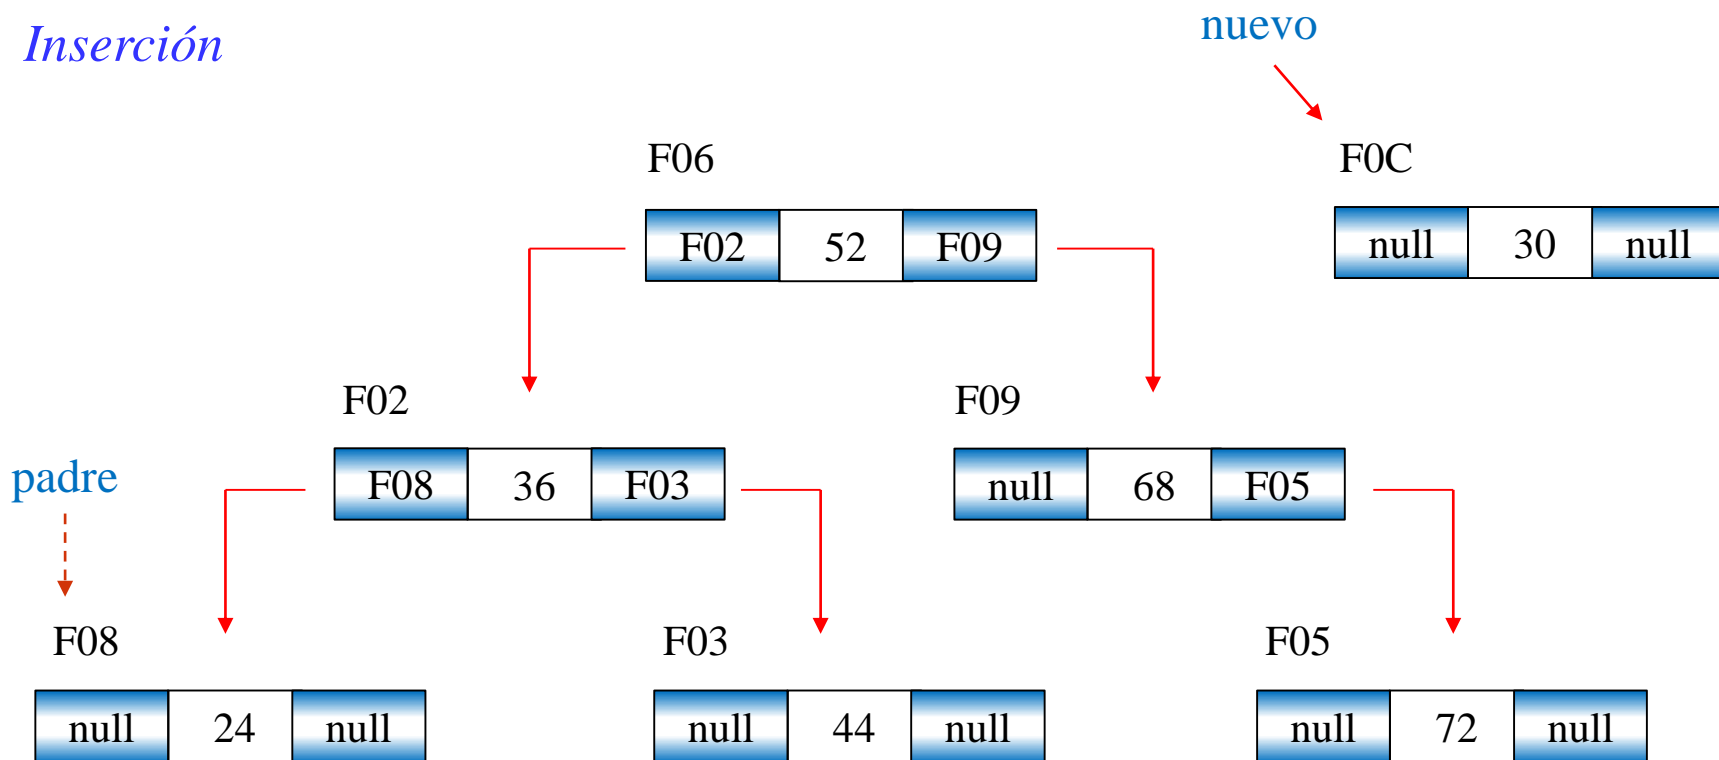 nuevo
Inserción
F06
F0C
F02 52 F09
null 30 null
F02
F09
padre
F08 36 F03
null 68 F05
F08
F03
F05
null 24 null
null 44 null
null 72 null